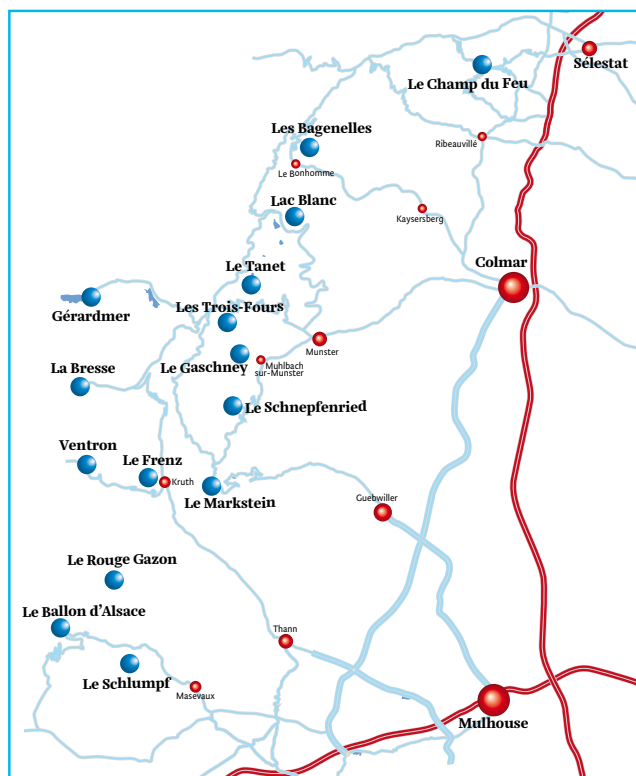 Sélestat
Le Champ du Feu
Les Bagenelles
Ribeauvillé
Le Bonhomme
Lac Blanc
Kaysersberg
Colmar
Le Tanet
Les Trois-Fours
Gérardmer
Munster
Le Gaschney
Muhlbach
sur-Munster
La Bresse
Le Schnepfenried
Ventron
Le Frenz
Kruth
Le Markstein
Guebwiller
Le Rouge Gazon
Le Ballon d'Alsace
Thann
Le Schlumpf
Masevaux
Mulhouse